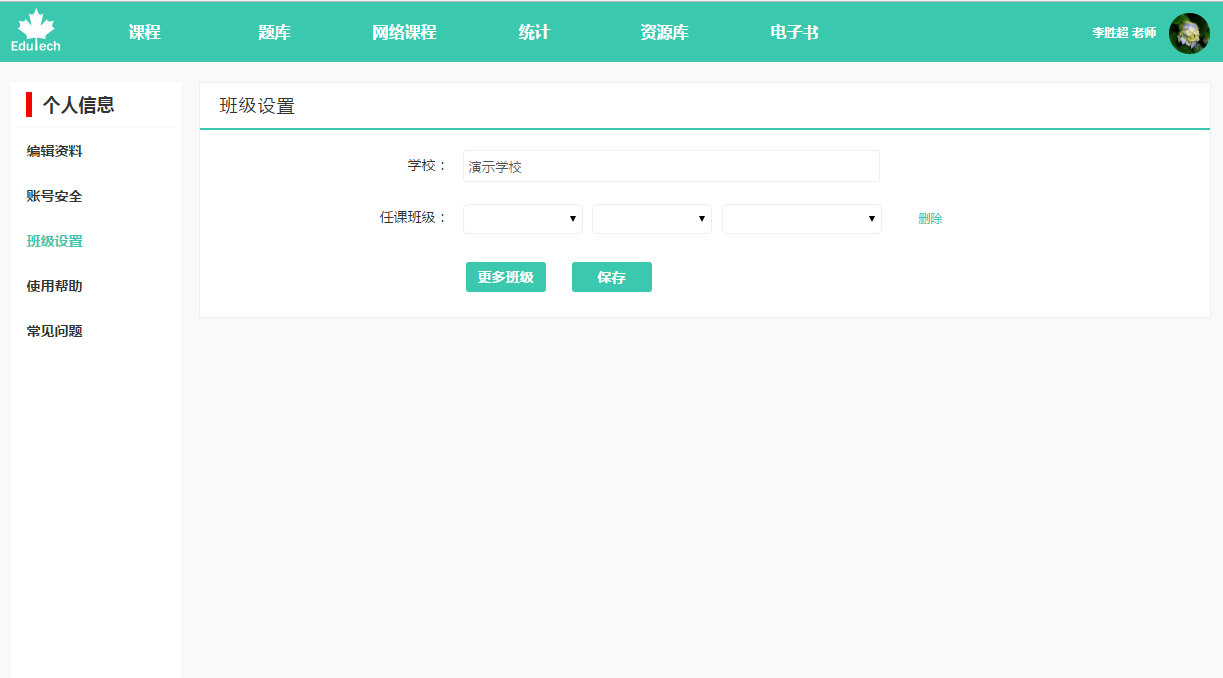 EduTech
课程 题库 网络课程 统计 资源库 电子书 李胜超 老师
个人信息
编辑资料
账号安全
班级设置
使用帮助
常见问题
班级设置
学校： 演示学校
任课班级： 删除
更多班级 保存